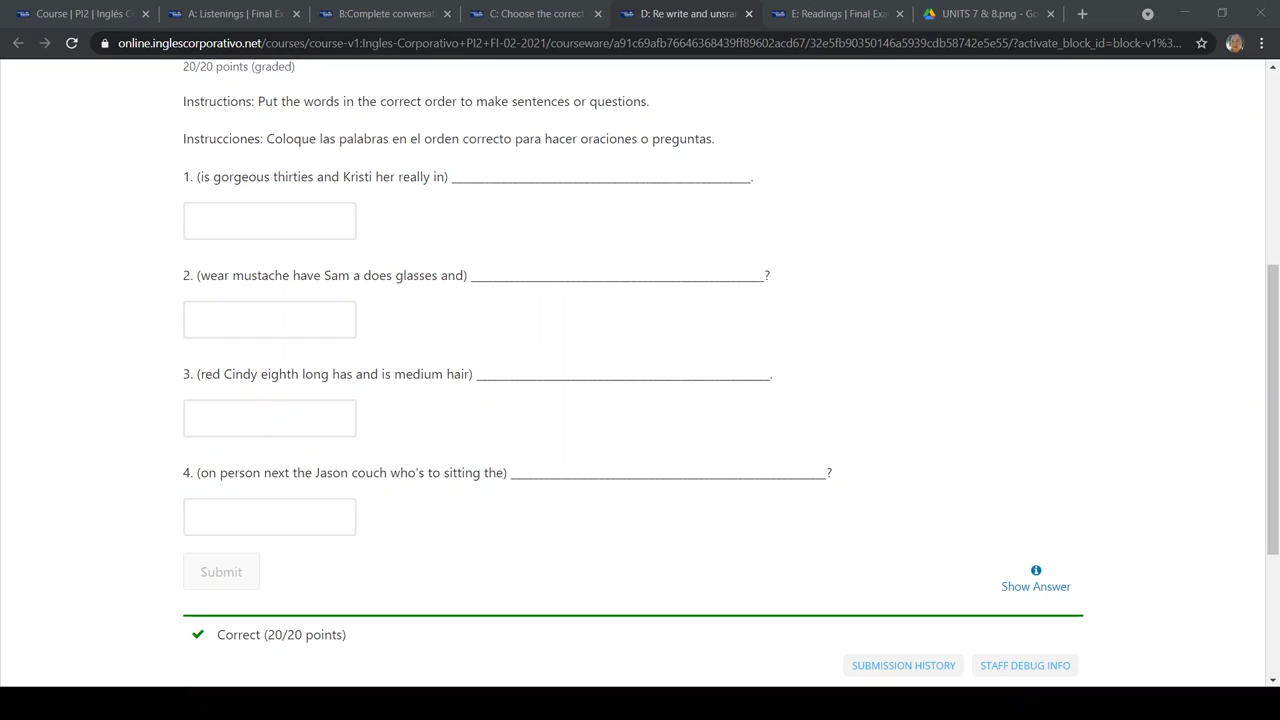 Course | PI2 | Inglés C
A: Listenings | Final Ex
B:Complete conversat
C: Choose the correct
D: Re write and unsra
E: Readings | Final Exa
UNITS 7 & 8.png - Go
online.inglescorporativo.net/courses/course-v1:Ingles-Corporativo+PI2+FI-02-2021/courseware/a91c69afb76646368439ff89602acd67/32e5fb90350146a5939cdb58742e5e55/?activate_block_id=block-v1%3...
20/20 points (graded)
Instructions: Put the words in the correct order to make sentences or questions.
Instrucciones: Coloque las palabras en el orden correcto para hacer oraciones o preguntas.
1. (is gorgeous thirties and Kristi her really in) ______________________________________.
2. (wear mustache have Sam a does glasses and) ______________________________________?
3. (red Cindy eighth long has and is medium hair) ______________________________________.
4. (on person next the Jason couch who's to sitting the) ________________________________________?
Submit
Show Answer
Correct (20/20 points)
SUBMISSION HISTORY
STAFF DEBUG INFO